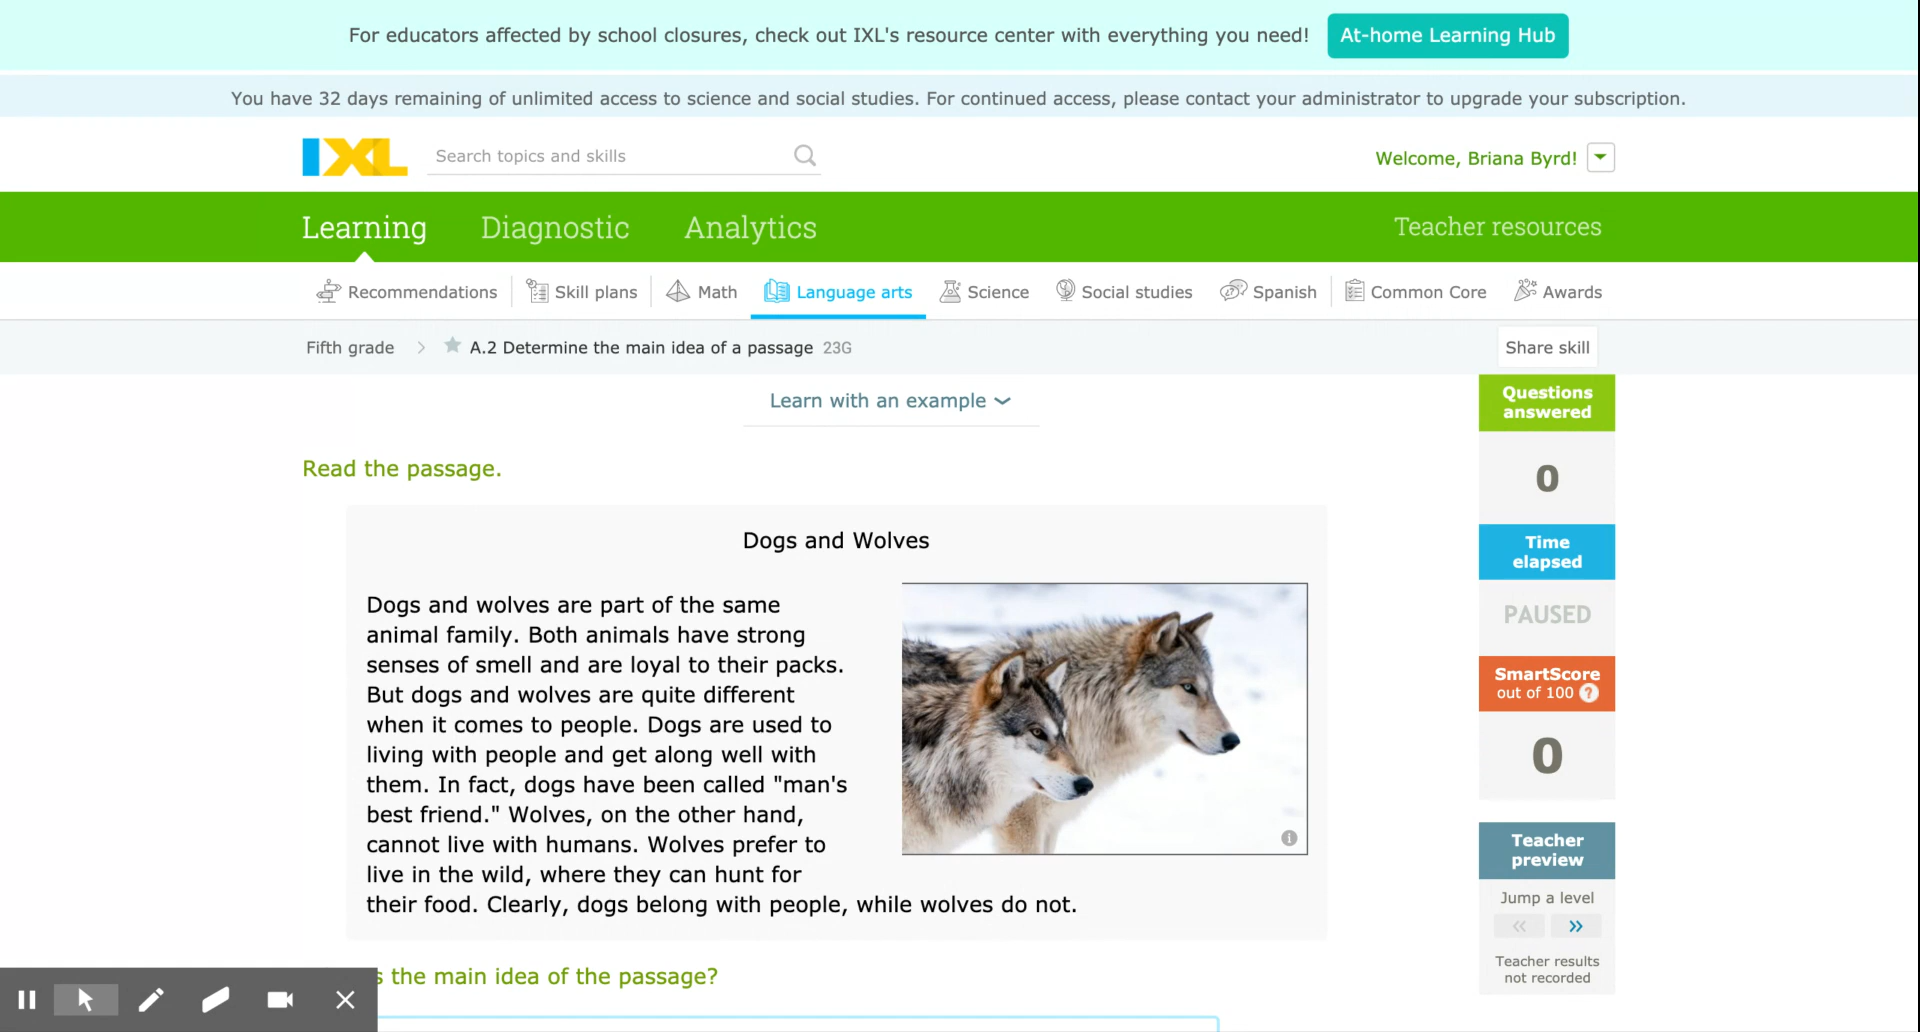 For educators affected by school closures, check out IXL's resource center with everything you need! At-home Learning Hub
You have 32 days remaining of unlimited access to science and social studies. For continued access, please contact your administrator to upgrade your subscription.
IXL Search topics and skills Welcome, Briana Byrd!
Learning Diagnostic Analytics Teacher resources
Recommendations Skill plans Math Language arts Science Social studies Spanish Common Core Awards
Fifth grade > A.2 Determine the main idea of a passage 23G Share skill
Learn with an example
Read the passage.
Dogs and Wolves
Dogs and wolves are part of the same
animal family. Both animals have strong
senses of smell and are loyal to their packs.
But dogs and wolves are quite different
when it comes to people. Dogs are used to
living with people and get along well with
them. In fact, dogs have been called "man's
best friend." Wolves, on the other hand,
cannot live with humans. Wolves prefer to
live in the wild, where they can hunt for
their food. Clearly, dogs belong with people, while wolves do not.
s the main idea of the passage?
Questions
answered
0
Time
elapsed
PAUSED
SmartScore
out of 100 ?
0
Teacher
preview
Jump a level
Teacher results
not recorded